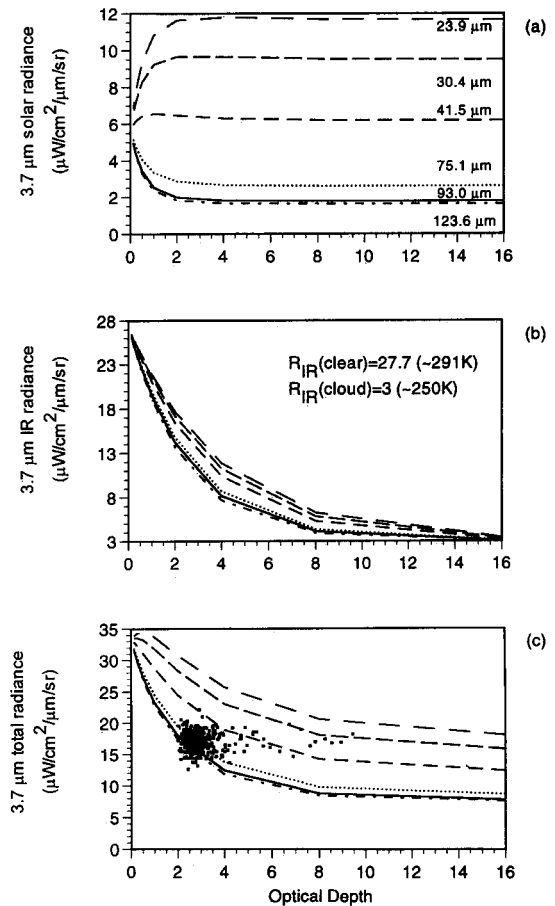 (a)
3.7 µm solar radiance
(µW/cm²/µm/sr)
12
10
8
6
4
2
0
23.9 µm
30.4 µm
41.5 µm
75.1 µm
93.0 µm
123.6 µm
0 2 4 6 8 10 12 14 16
(b)
3.7 µm IR radiance
(µW/cm²/µm/sr)
28
23
18
13
8
3
R_IR(clear)=27.7 (~291K)
R_IR(cloud)=3 (~250K)
0 2 4 6 8 10 12 14 16
(c)
3.7 µm total radiance
(µW/cm²/µm/sr)
35
30
25
20
15
10
5
0
0 2 4 6 8 10 12 14 16
Optical Depth